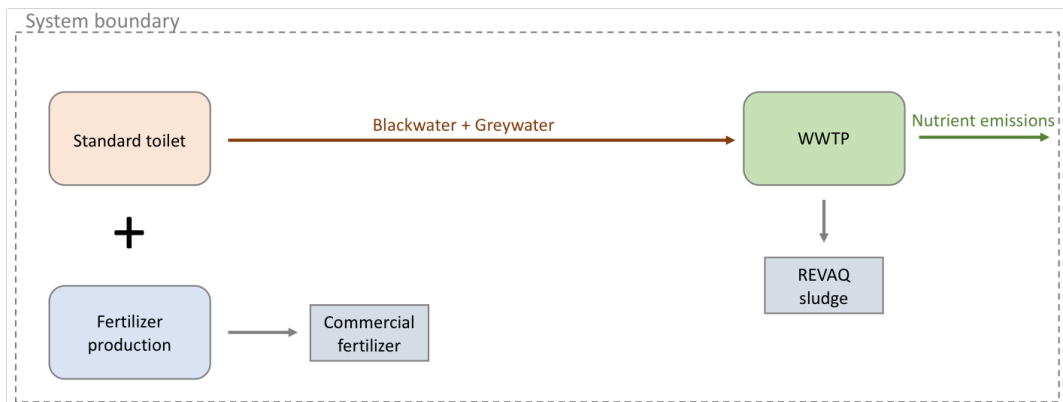 System boundary
Standard toilet
Blackwater + Greywater
WWTP
Nutrient emissions
+
REVAQ
sludge
Fertilizer
production
Commercial
fertilizer